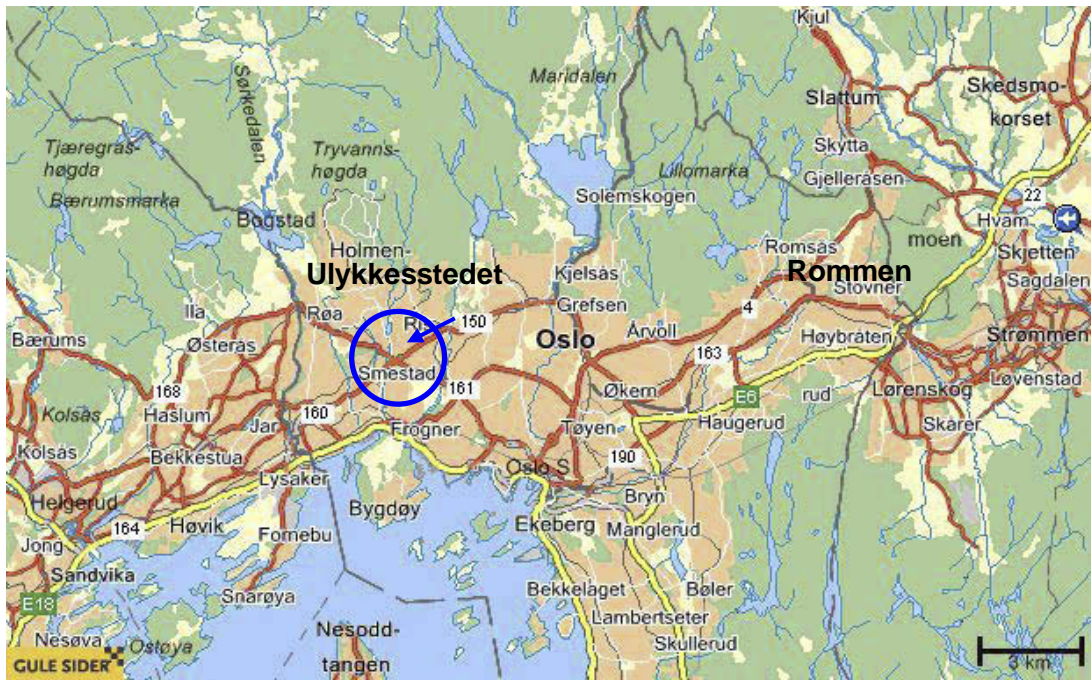 Kjul
Slattum
Skedsmo-
korset
Skytta
Gjelleråsen
22
Hvam
moen
Skjetten
Sagdalen
Strømmen
Løvenstad
Lørenskog
Skårer
Sørkedalen
Maridalen
Tjæregras-
høgda
Bærumsmarka
Tryvanns-
høgda
Lillomarka
Solemskogen
Bogstad
Holmen-
Ulykkesstedet
Kjelsås
Romsås
Rommen
Stovner
Ila
Røa
Ris
150
Grefsen
4
Oslo
Årvoll
163
Høybråten
Bærums
Østerås
Smestad
161
168
Kolsås
Haslum
160
Økern
E6
rud
Haugerud
Jar
Frogner
Tøyen
Kolsås
Bekkestua
Lysaker
Oslo S
190
Bryn
Helgerud
164
Høvik
Fornebu
Bygdøy
Ekeberg
Manglerud
Jong
Sandvika
Snarøya
Bekkelaget
Bøler
E18
Lambertseter
Nesøya
Ostøya
Nesodd-
tangen
Skullerud
GULE SIDER
3 km